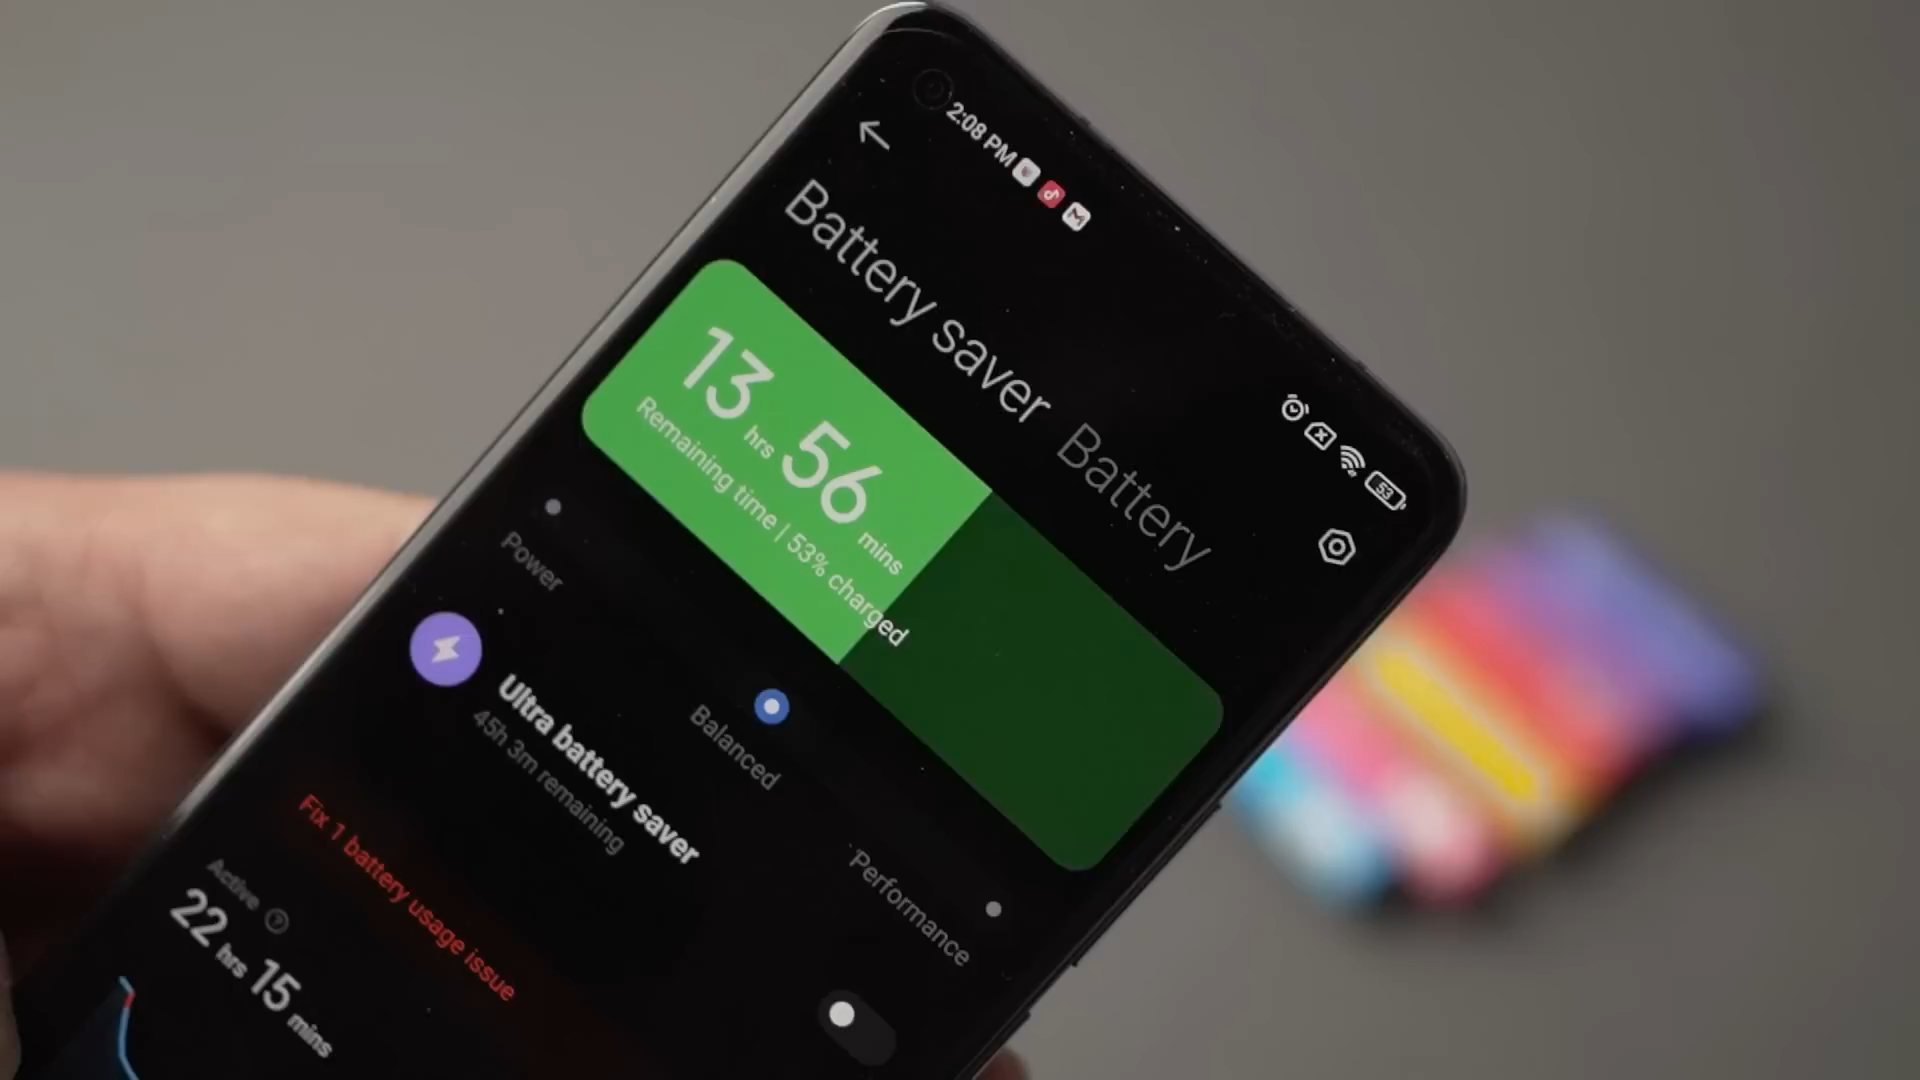 2:08 PM
53
Battery saver Battery
13 hrs 56 mins
Remaining time | 53% charged
Power
Balanced
Performance
Ultra battery saver
45h 3m remaining
Fix 1 battery usage issue
Active ?
22 hrs 15 mins